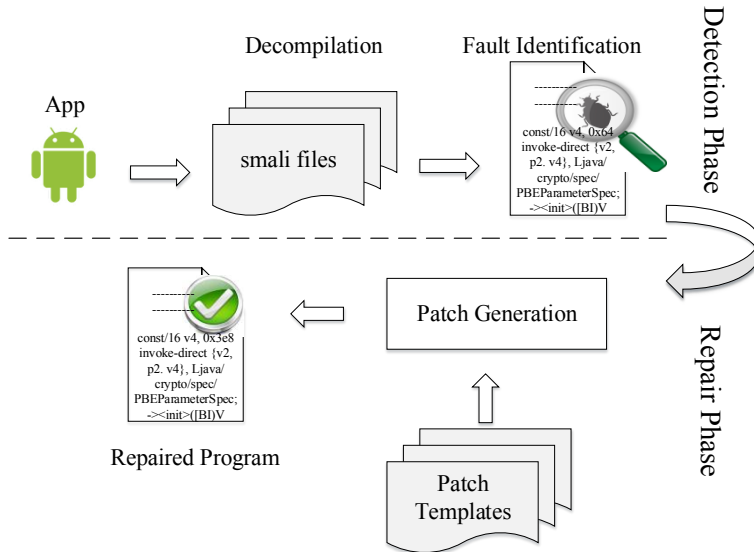 Decompilation
Fault Identification
App
smali files
const/16 v4, 0x64
invoke-direct {v2,
p2. v4}, Ljava/
crypto/spec/
PBEParameterSpec;
-><init>([BI)V
Detection Phase
const/16 v4, 0x3e8
invoke-direct {v2,
p2. v4}, Ljava/
crypto/spec/
PBEParameterSpec;
-><init>([BI)V
Repaired Program
Patch Generation
Patch
Templates
Repair Phase